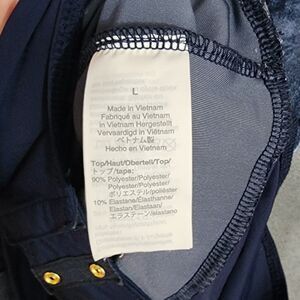 L
Made in Vietnam
Fabriqué au Vietnam
in Vietnam Hergestellt
Vervaardigd in Viëtnam
ベトナム製
Hecho en Vietnam
Top/Haut/Oberteil/Top/
トップ/tapa:
90% Polyester/Polyester/
Polyester/Polyester/
ポリエステル/poliéster
10% Elastane/Elasthanne/
Elastan/Elastaan/
エラステーン/elastano